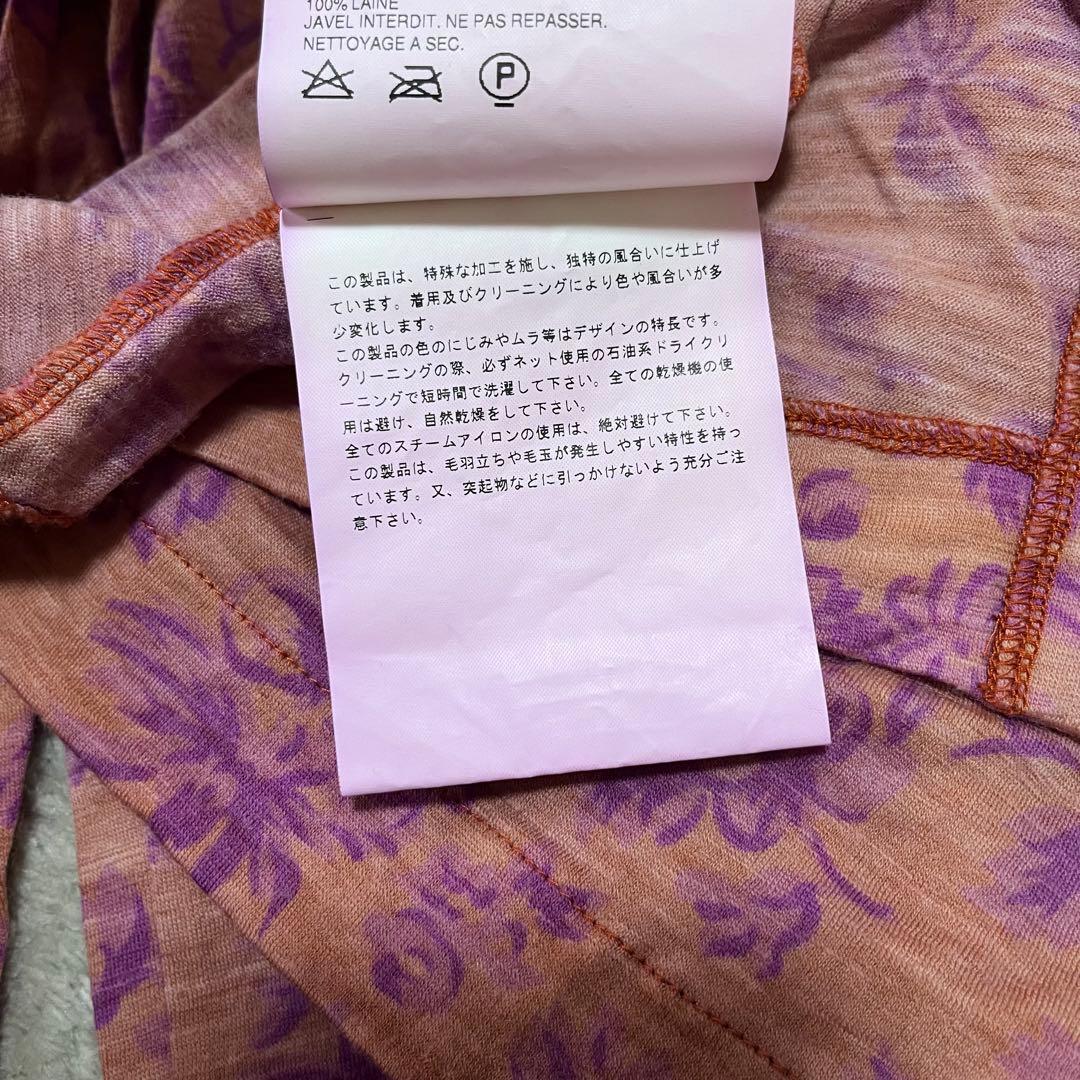 100% LAINE
JAVEL INTERDIT. NE PAS REPASSER.
NETTOYAGE A SEC.
P
この製品は、特殊な加工を施し、独特の風合いに仕上げ
ています。着用及びクリーニングにより色や風合いが多
少変化します。
この製品の色のにじみやムラ等はデザインの特長です。
クリーニングの際、必ずネット使用の石油系ドライクリ
ーニングで短時間で洗濯して下さい。全ての乾燥機の使
用は避け、自然乾燥をして下さい。
全てのスチームアイロンの使用は、絶対避けて下さい。
この製品は、毛羽立ちや毛玉が発生しやすい特性を持っ
ています。又、突起物などに引っかけないよう充分ご注
意下さい。